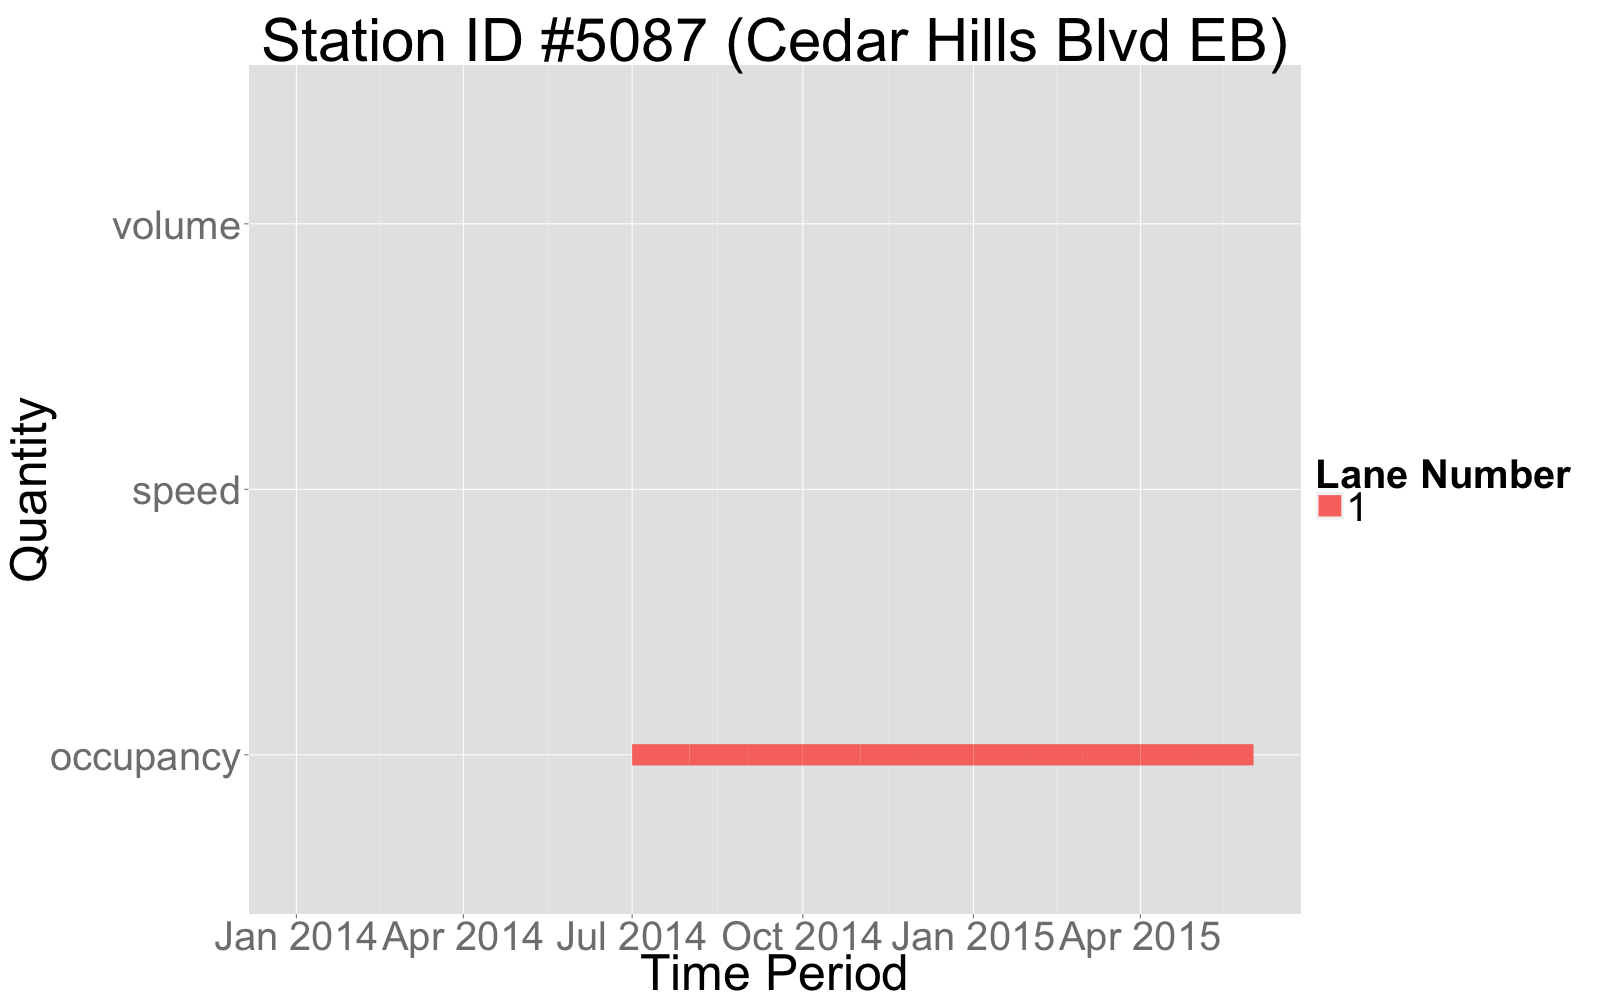 Station ID #5087 (Cedar Hills Blvd EB)
Quantity
volume
speed
occupancy
Jan 2014 Apr 2014 Jul 2014 Oct 2014 Jan 2015 Apr 2015
Time Period
Lane Number
1